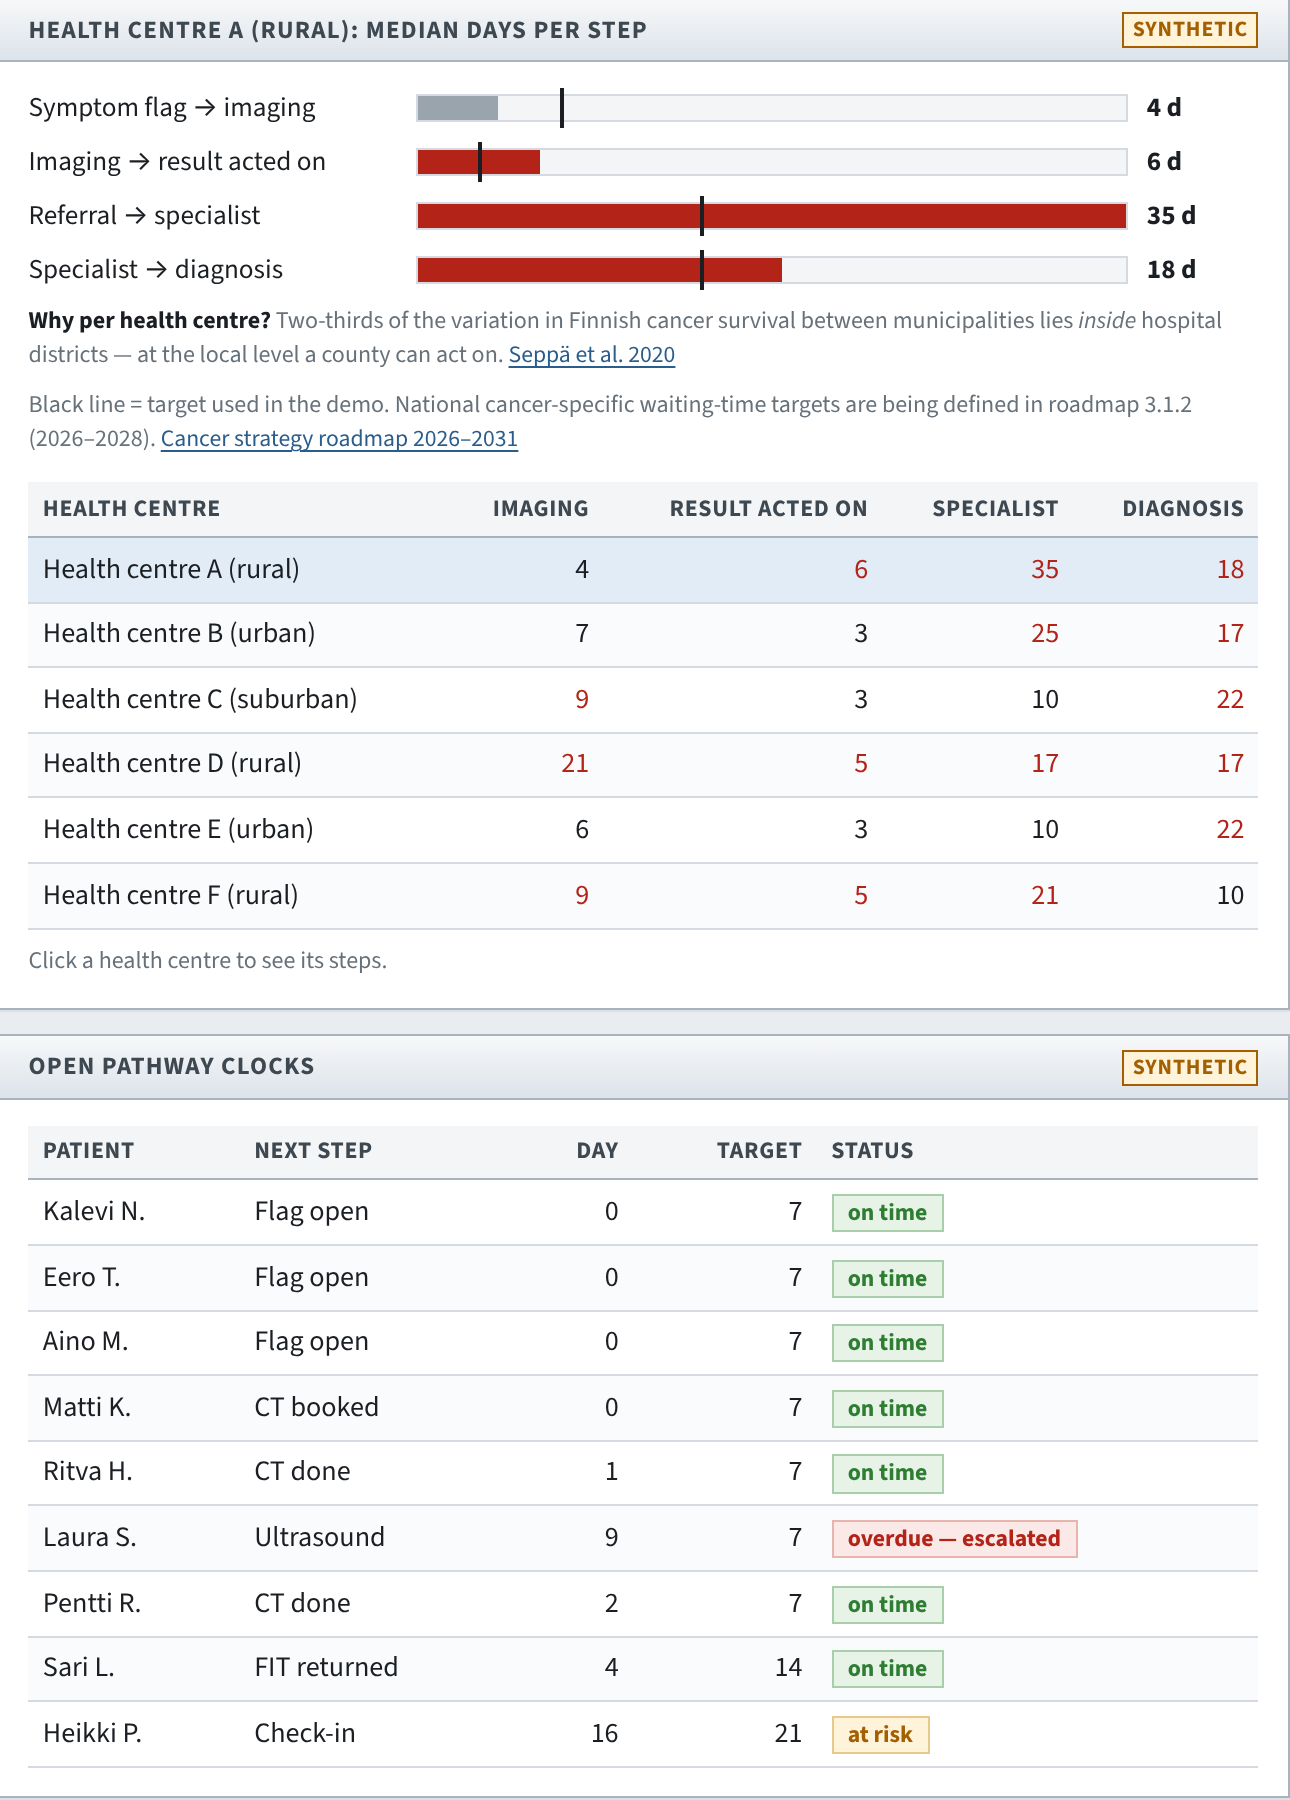 HEALTH CENTRE A (RURAL): MEDIAN DAYS PER STEP SYNTHETIC
Symptom flag → imaging 4 d
Imaging → result acted on 6 d
Referral → specialist 35 d
Specialist → diagnosis 18 d
Why per health centre? Two-thirds of the variation in Finnish cancer survival between municipalities lies inside hospital
districts — at the local level a county can act on. Seppä et al. 2020
Black line = target used in the demo. National cancer-specific waiting-time targets are being defined in roadmap 3.1.2
(2026–2028). Cancer strategy roadmap 2026–2031
HEALTH CENTRE IMAGING RESULT ACTED ON SPECIALIST DIAGNOSIS
Health centre A (rural) 4 6 35 18
Health centre B (urban) 7 3 25 17
Health centre C (suburban) 9 3 10 22
Health centre D (rural) 21 5 17 17
Health centre E (urban) 6 3 10 22
Health centre F (rural) 9 5 21 10
Click a health centre to see its steps.
OPEN PATHWAY CLOCKS SYNTHETIC
PATIENT NEXT STEP DAY TARGET STATUS
Kalevi N. Flag open 0 7 on time
Eero T. Flag open 0 7 on time
Aino M. Flag open 0 7 on time
Matti K. CT booked 0 7 on time
Ritva H. CT done 1 7 on time
Laura S. Ultrasound 9 7 overdue — escalated
Pentti R. CT done 2 7 on time
Sari L. FIT returned 4 14 on time
Heikki P. Check-in 16 21 at risk